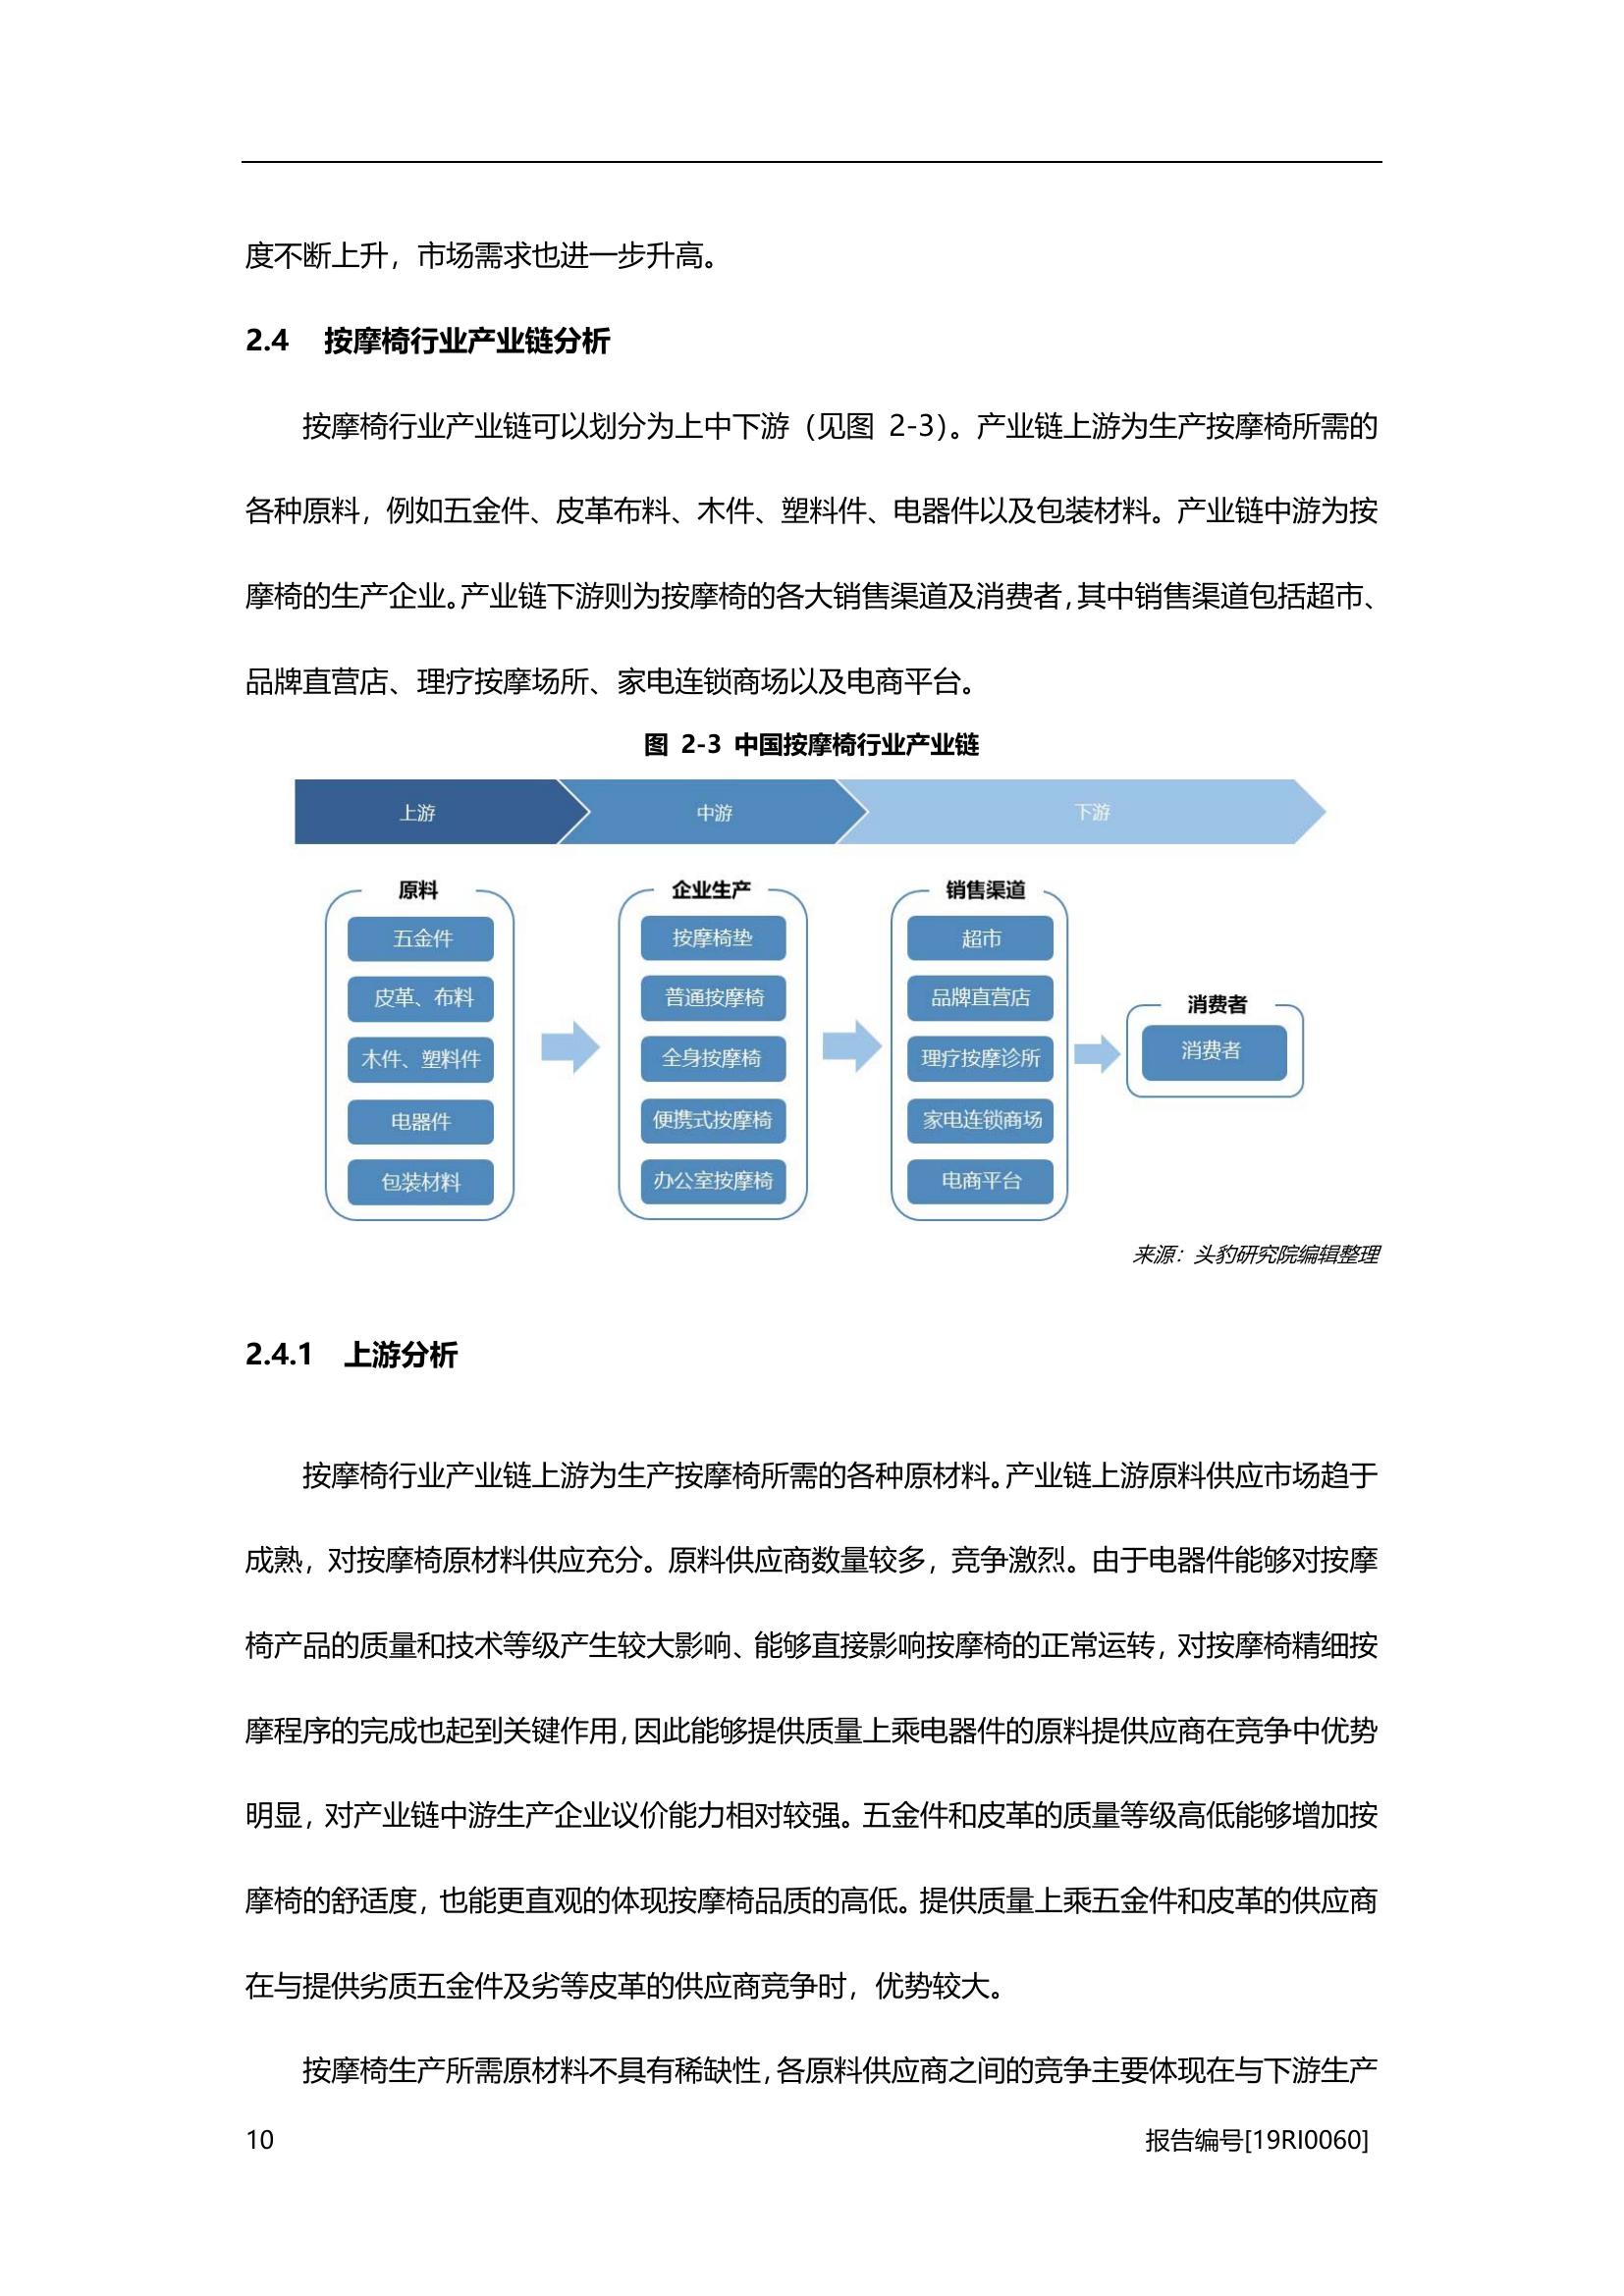 度不断上升，市场需求也进一步升高。
2.4 按摩椅行业产业链分析
按摩椅行业产业链可以划分为上中下游（见图 2-3）。产业链上游为生产按摩椅所需的
各种原料，例如五金件、皮革布料、木件、塑料件、电器件以及包装材料。产业链中游为按
摩椅的生产企业。产业链下游则为按摩椅的各大销售渠道及消费者，其中销售渠道包括超市、
品牌直营店、理疗按摩场所、家电连锁商场以及电商平台。
图 2-3 中国按摩椅行业产业链
上游
中游
下游
原料
五金件
皮革、布料
木件、塑料件
电器件
包装材料
企业生产
按摩椅垫
普通按摩椅
全身按摩椅
便携式按摩椅
办公室按摩椅
销售渠道
超市
品牌直营店
理疗按摩诊所
家电连锁商场
电商平台
消费者
消费者
来源：头豹研究院编辑整理
2.4.1 上游分析
按摩椅行业产业链上游为生产按摩椅所需的各种原材料。产业链上游原料供应市场趋于
成熟，对按摩椅原材料供应充分。原料供应商数量较多，竞争激烈。由于电器件能够对按摩
椅产品的质量和技术等级产生较大影响、能够直接影响按摩椅的正常运转，对按摩椅精细按
摩程序的完成也起到关键作用，因此能够提供质量上乘电器件的原料提供应商在竞争中优势
明显，对产业链中游生产企业议价能力相对较强。五金件和皮革的质量等级高低能够增加按
摩椅的舒适度，也能更直观的体现按摩椅品质的高低。提供质量上乘五金件和皮革的供应商
在与提供劣质五金件及劣等皮革的供应商竞争时，优势较大。
按摩椅生产所需原材料不具有稀缺性，各原料供应商之间的竞争主要体现在与下游生产
10
报告编号[19RI0060]